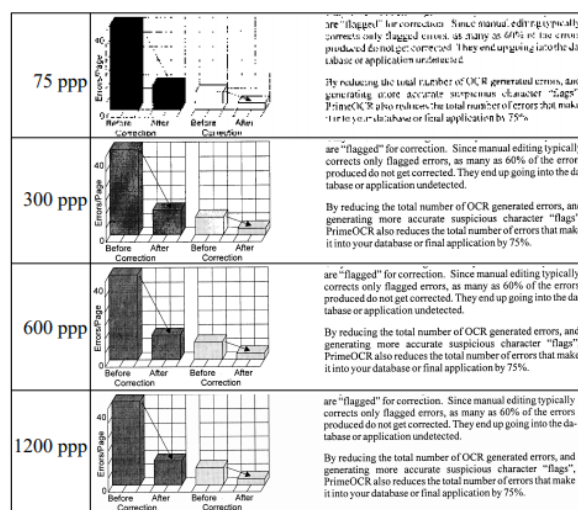 75 ppp
40
Errors/Page
0
Before After Before After
Correction
are "flagged" for correction. Since manual editing typically
corrects only flagged errors, as many as 60% of the errors
produced do not get corrected. They end up going into the da-
tabase or application undetected.
By reducing the total number of OCR generated errors, and
generating more accurate suspicious character "flags"
PrimeOCR also reduces the total number of errors that make
it into your database or final application by 75%
300 ppp
40
Errors/Page
0
Before After Before After
Correction Correction
are "flagged" for correction. Since manual editing typically
corrects only flagged errors, as many as 60% of the error
produced do not get corrected. They end up going into the da-
tabase or application undetected.
By reducing the total number of OCR generated errors, and
generating more accurate suspicious character "flags"
PrimeOCR also reduces the total number of errors that make
it into your database or final application by 75%.
600 ppp
40
Errors/Page
0
Before After Before After
Correction Correction
are "flagged" for correction. Since manual editing typically
corrects only flagged errors, as many as 60% of the errors
produced do not get corrected. They end up going into the da-
tabase or application undetected.
By reducing the total number of OCR generated errors, and
generating more accurate suspicious character "flags"
PrimeOCR also reduces the total number of errors that make
it into your database or final application by 75%.
1200 ppp
40
Errors/Page
0
Before After Before After
Correction Correction
are "flagged" for correction. Since manual editing typically
corrects only flagged errors, as many as 60% of the errors
produced do not get corrected. They end up going into the da-
tabase or application undetected.
By reducing the total number of OCR generated errors, and
generating more accurate suspicious character "flags",
PrimeOCR also reduces the total number of errors that make
it into your database or final application by 75%.